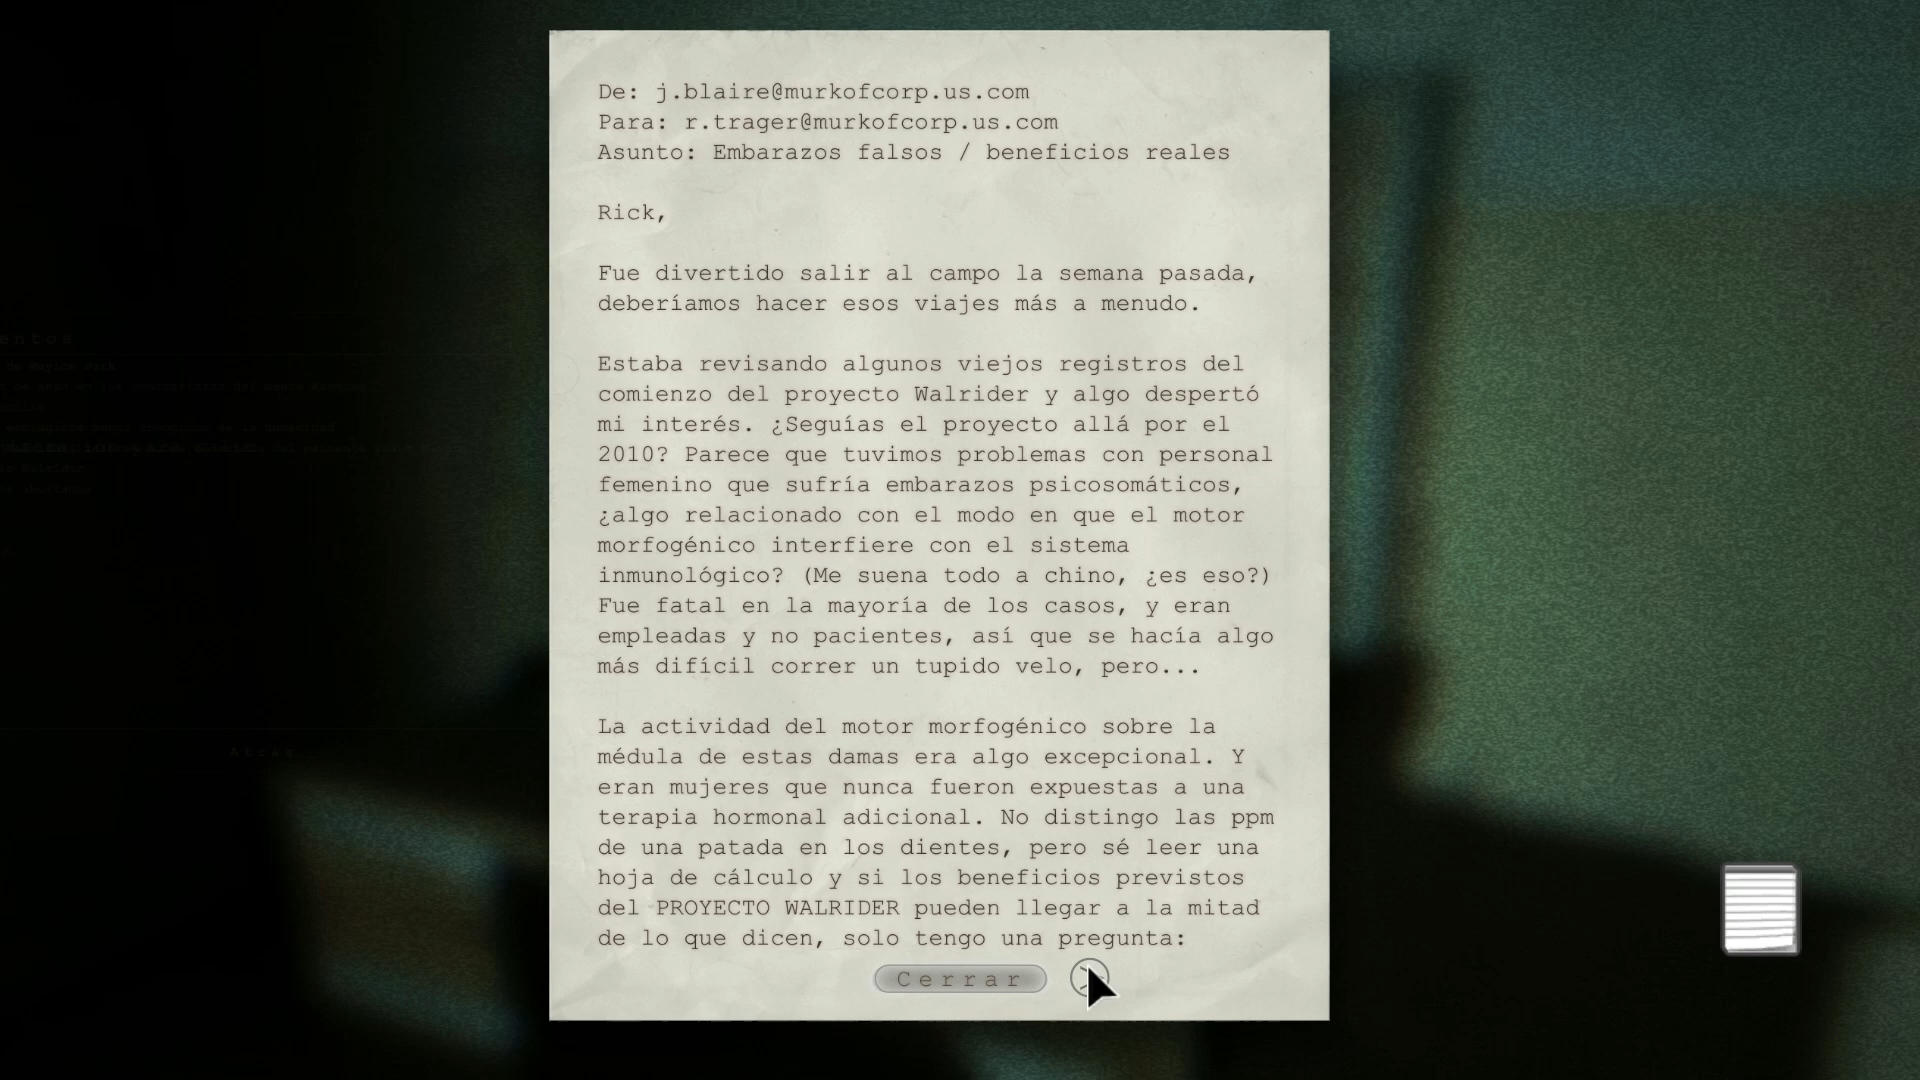 De: j.blaire@murkofcorp.us.com
Para: r.trager@murkofcorp.us.com
Asunto: Embarazos falsos / beneficios reales
Rick,
Fue divertido salir al campo la semana pasada,
deberíamos hacer esos viajes más a menudo.
Estaba revisando algunos viejos registros del
comienzo del proyecto Walrider y algo despertó
mi interés. ¿Seguías el proyecto allá por el
2010? Parece que tuvimos problemas con personal
femenino que sufría embarazos psicosomáticos,
¿algo relacionado con el modo en que el motor
morfogénico interfiere con el sistema
inmunológico? (Me suena todo a chino, ¿es eso?)
Fue fatal en la mayoría de los casos, y eran
empleadas y no pacientes, así que se hacía algo
más difícil correr un tupido velo, pero...
La actividad del motor morfogénico sobre la
médula de estas damas era algo excepcional. Y
eran mujeres que nunca fueron expuestas a una
terapia hormonal adicional. No distingo las ppm
de una patada en los dientes, pero sé leer una
hoja de cálculo y si los beneficios previstos
del PROYECTO WALRIDER pueden llegar a la mitad
de lo que dicen, solo tengo una pregunta:
Cerrar
Atrás